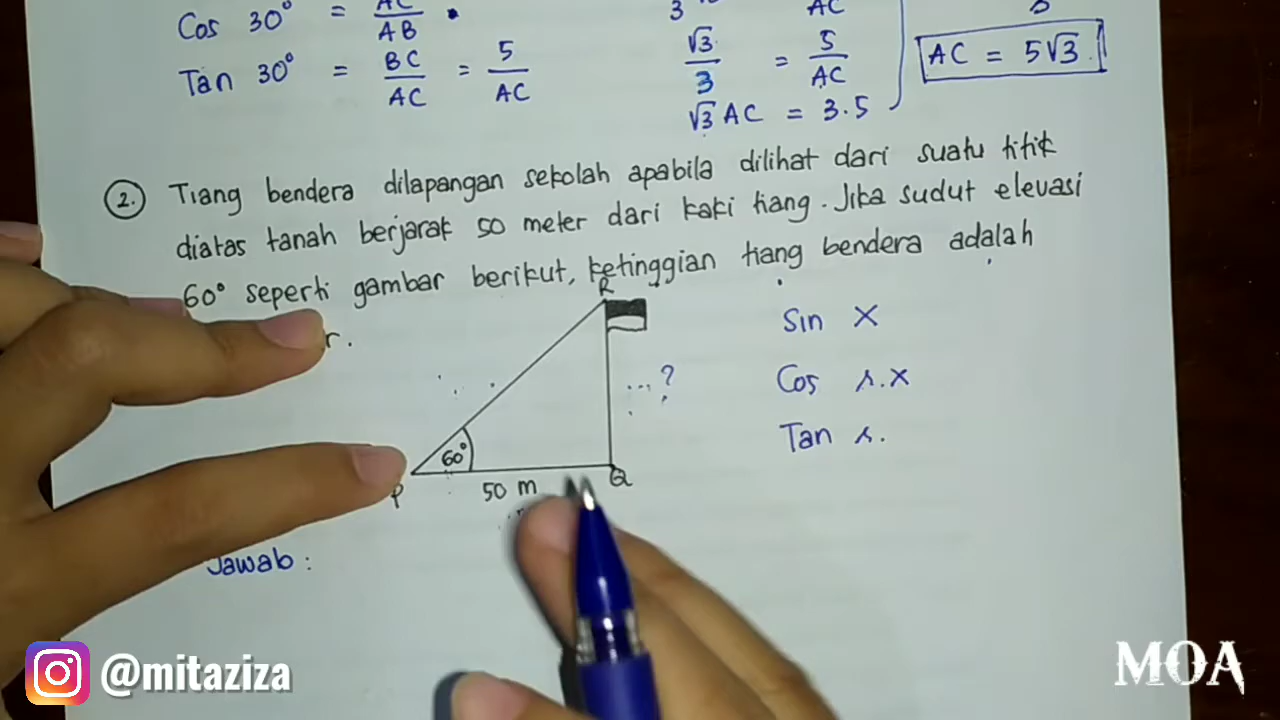 Cos 30° = AC/AB
Tan 30° = BC/AC = 5/AC
√3/3 = 5/AC
√3 AC = 3.5
AC = 5√3
2. Tiang bendera dilapangan sekolah apabila dilihat dari suatu titik
diatas tanah berjarak 50 meter dari kaki tiang. Jika sudut elevasi
60° seperti gambar berikut, ketinggian tiang bendera adalah
r.
R
...?
60°
P
50 m
Q
Sin X
Cos s.x
Tan s.
Jawab :
@mitaziza
MOA